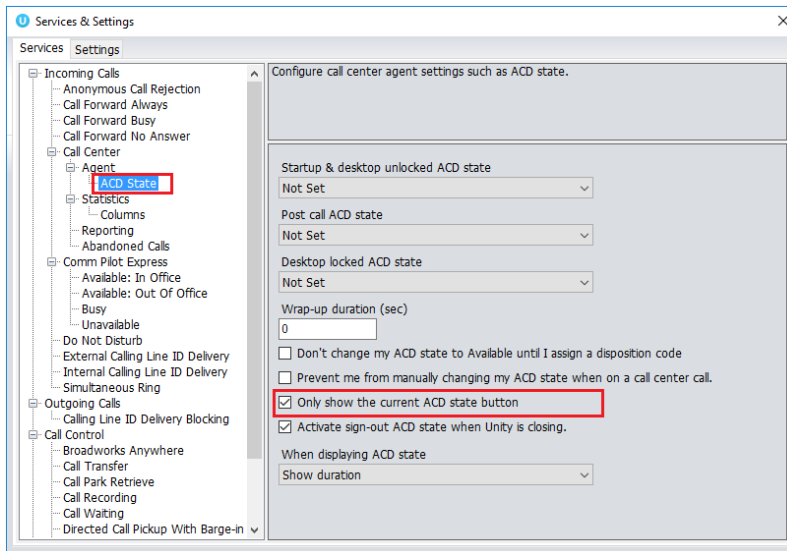 Services & Settings
Services Settings
Incoming Calls
Anonymous Call Rejection
Call Forward Always
Call Forward Busy
Call Forward No Answer
Call Center
Agent
ACD State
Statistics
Columns
Reporting
Abandoned Calls
Comm Pilot Express
Available: In Office
Available: Out Of Office
Busy
Unavailable
Do Not Disturb
External Calling Line ID Delivery
Internal Calling Line ID Delivery
Simultaneous Ring
Outgoing Calls
Calling Line ID Delivery Blocking
Call Control
Broadworks Anywhere
Call Transfer
Call Park Retrieve
Call Recording
Call Waiting
Directed Call Pickup With Barge-in
Configure call center agent settings such as ACD state.
Startup & desktop unlocked ACD state
Not Set
Post call ACD state
Not Set
Desktop locked ACD state
Not Set
Wrap-up duration (sec)
0
Don't change my ACD state to Available until I assign a disposition code
Prevent me from manually changing my ACD state when on a call center call.
Only show the current ACD state button
Activate sign-out ACD state when Unity is closing.
When displaying ACD state
Show duration